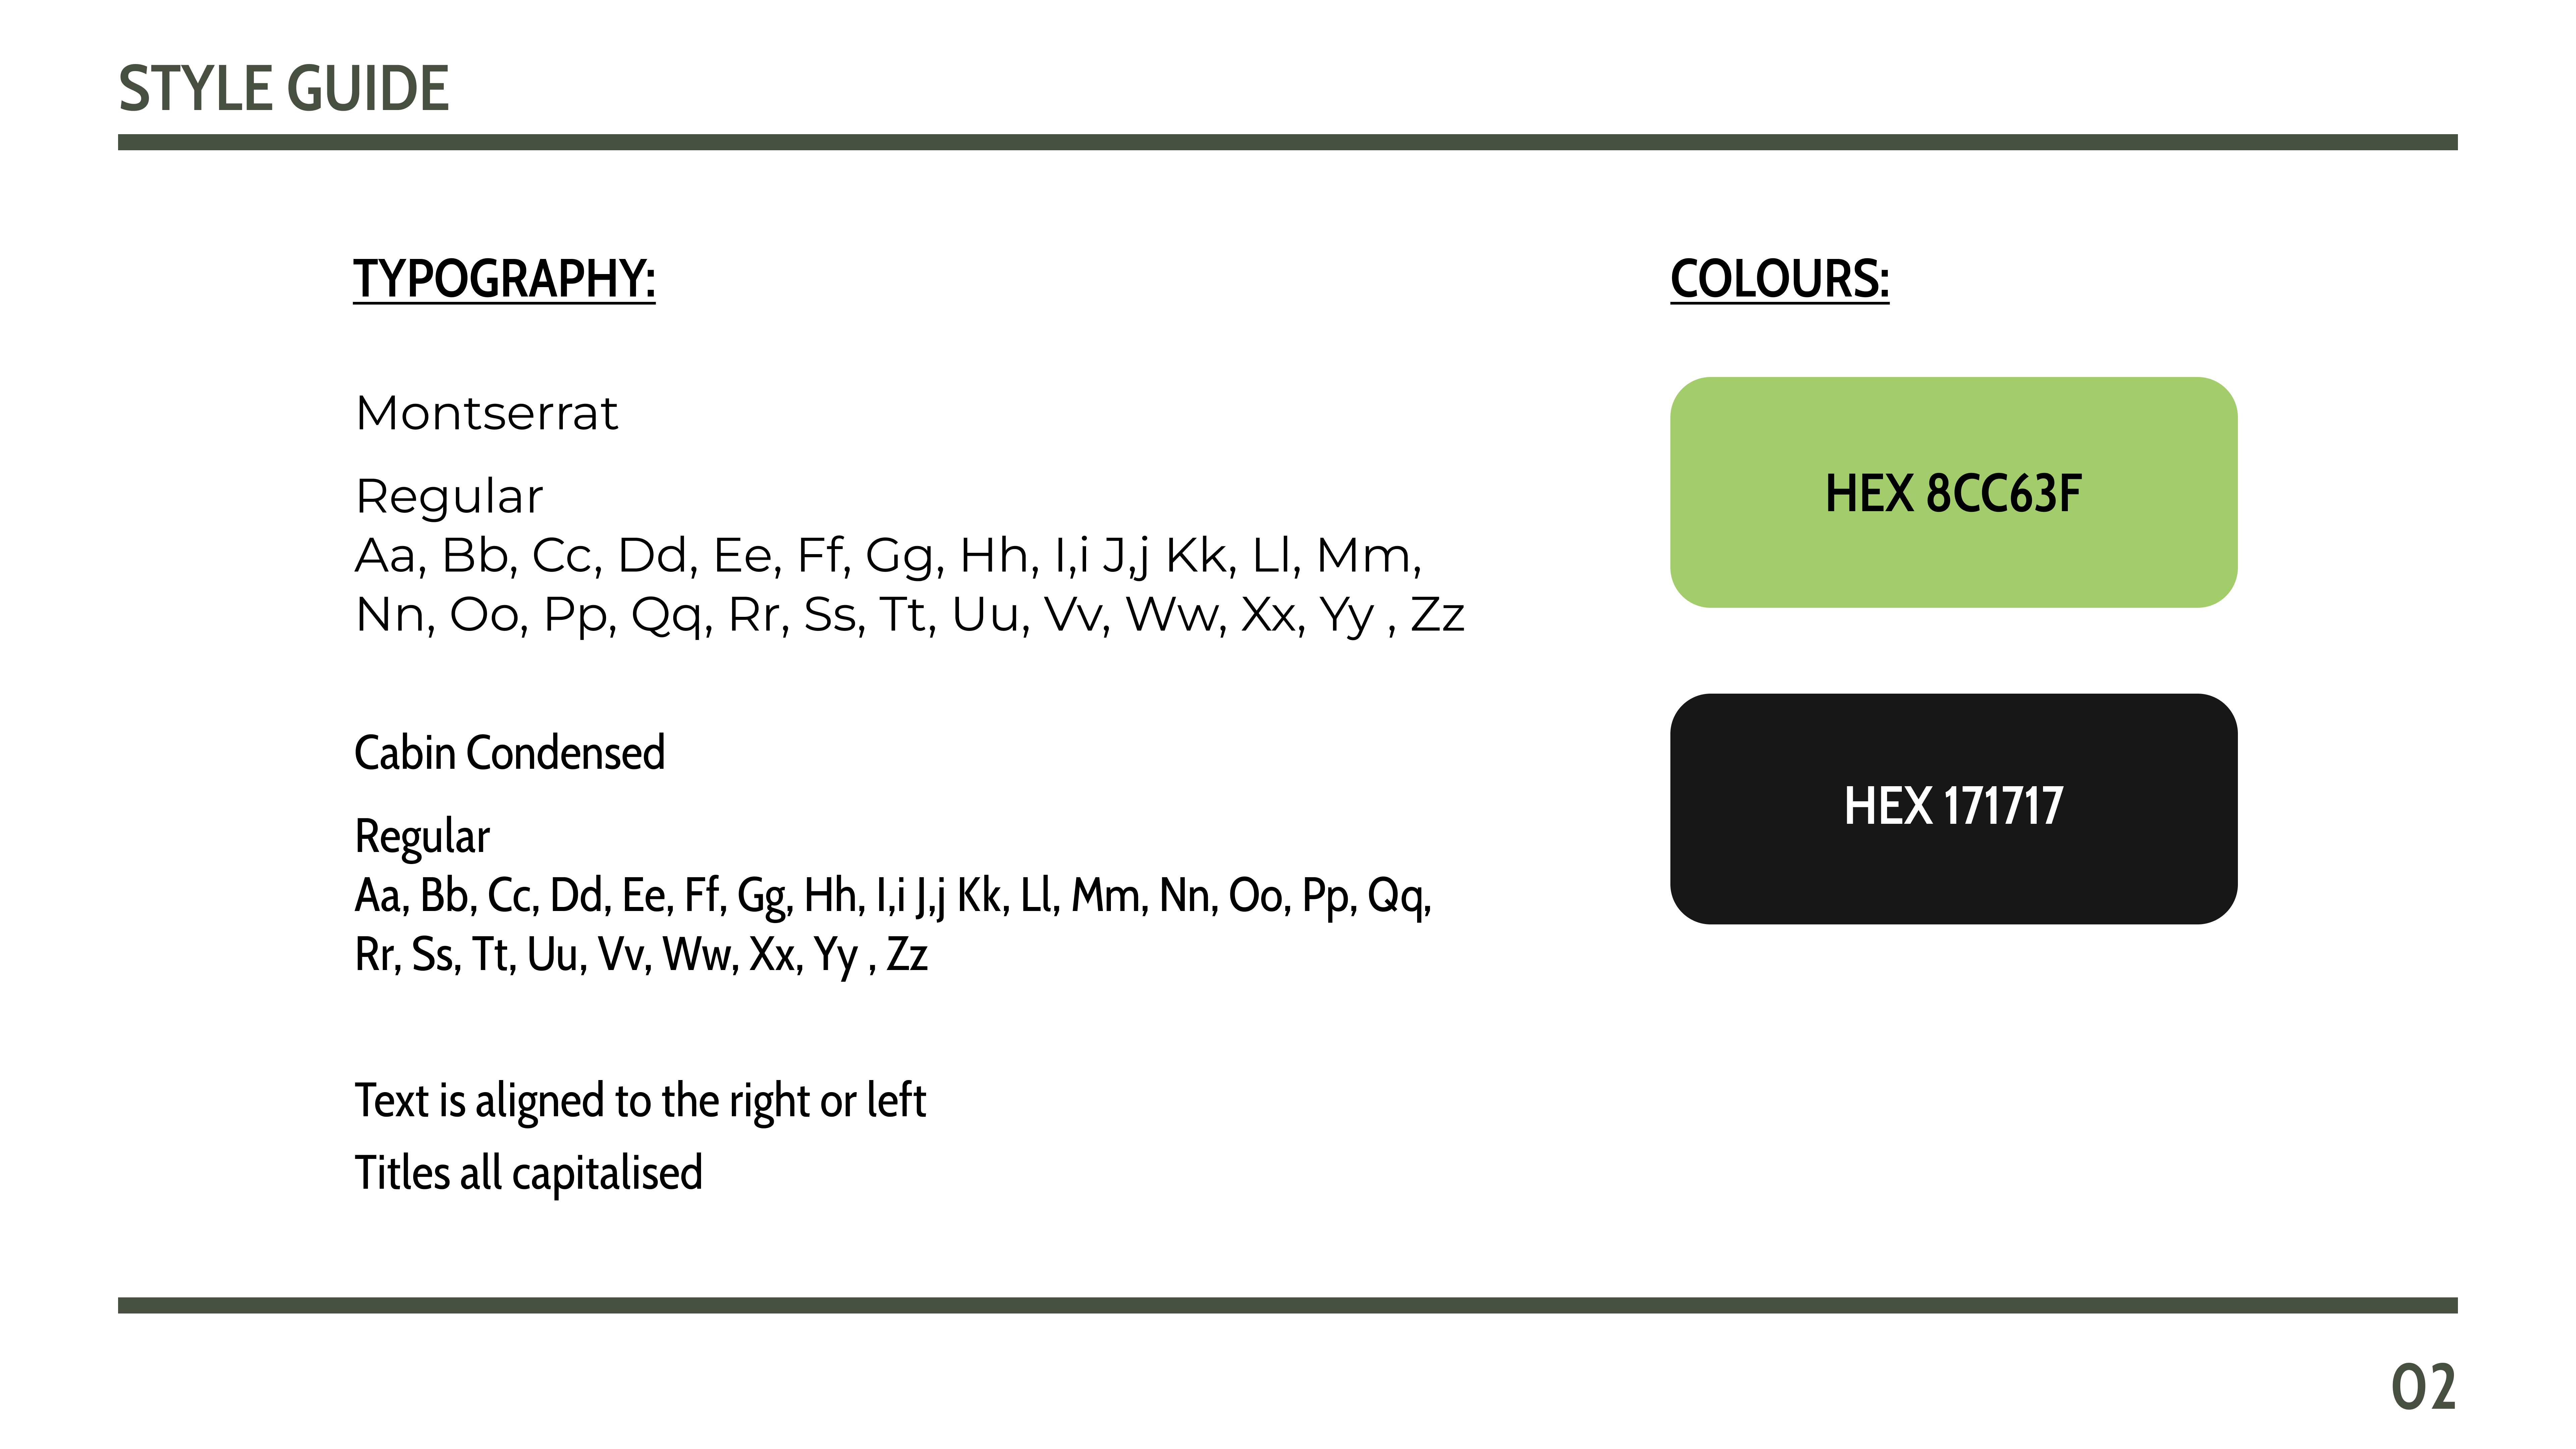 STYLE GUIDE
TYPOGRAPHY:
Montserrat
Regular
Aa, Bb, Cc, Dd, Ee, Ff, Gg, Hh, I,i J,j Kk, Ll, Mm,
Nn, Oo, Pp, Qq, Rr, Ss, Tt, Uu, Vv, Ww, Xx, Yy , Zz
Cabin Condensed
Regular
Aa, Bb, Cc, Dd, Ee, Ff, Gg, Hh, I,i J,j Kk, Ll, Mm, Nn, Oo, Pp, Qq,
Rr, Ss, Tt, Uu, Vv, Ww, Xx, Yy , Zz
Text is aligned to the right or left
Titles all capitalised
COLOURS:
HEX 8CC63F
HEX 171717
02